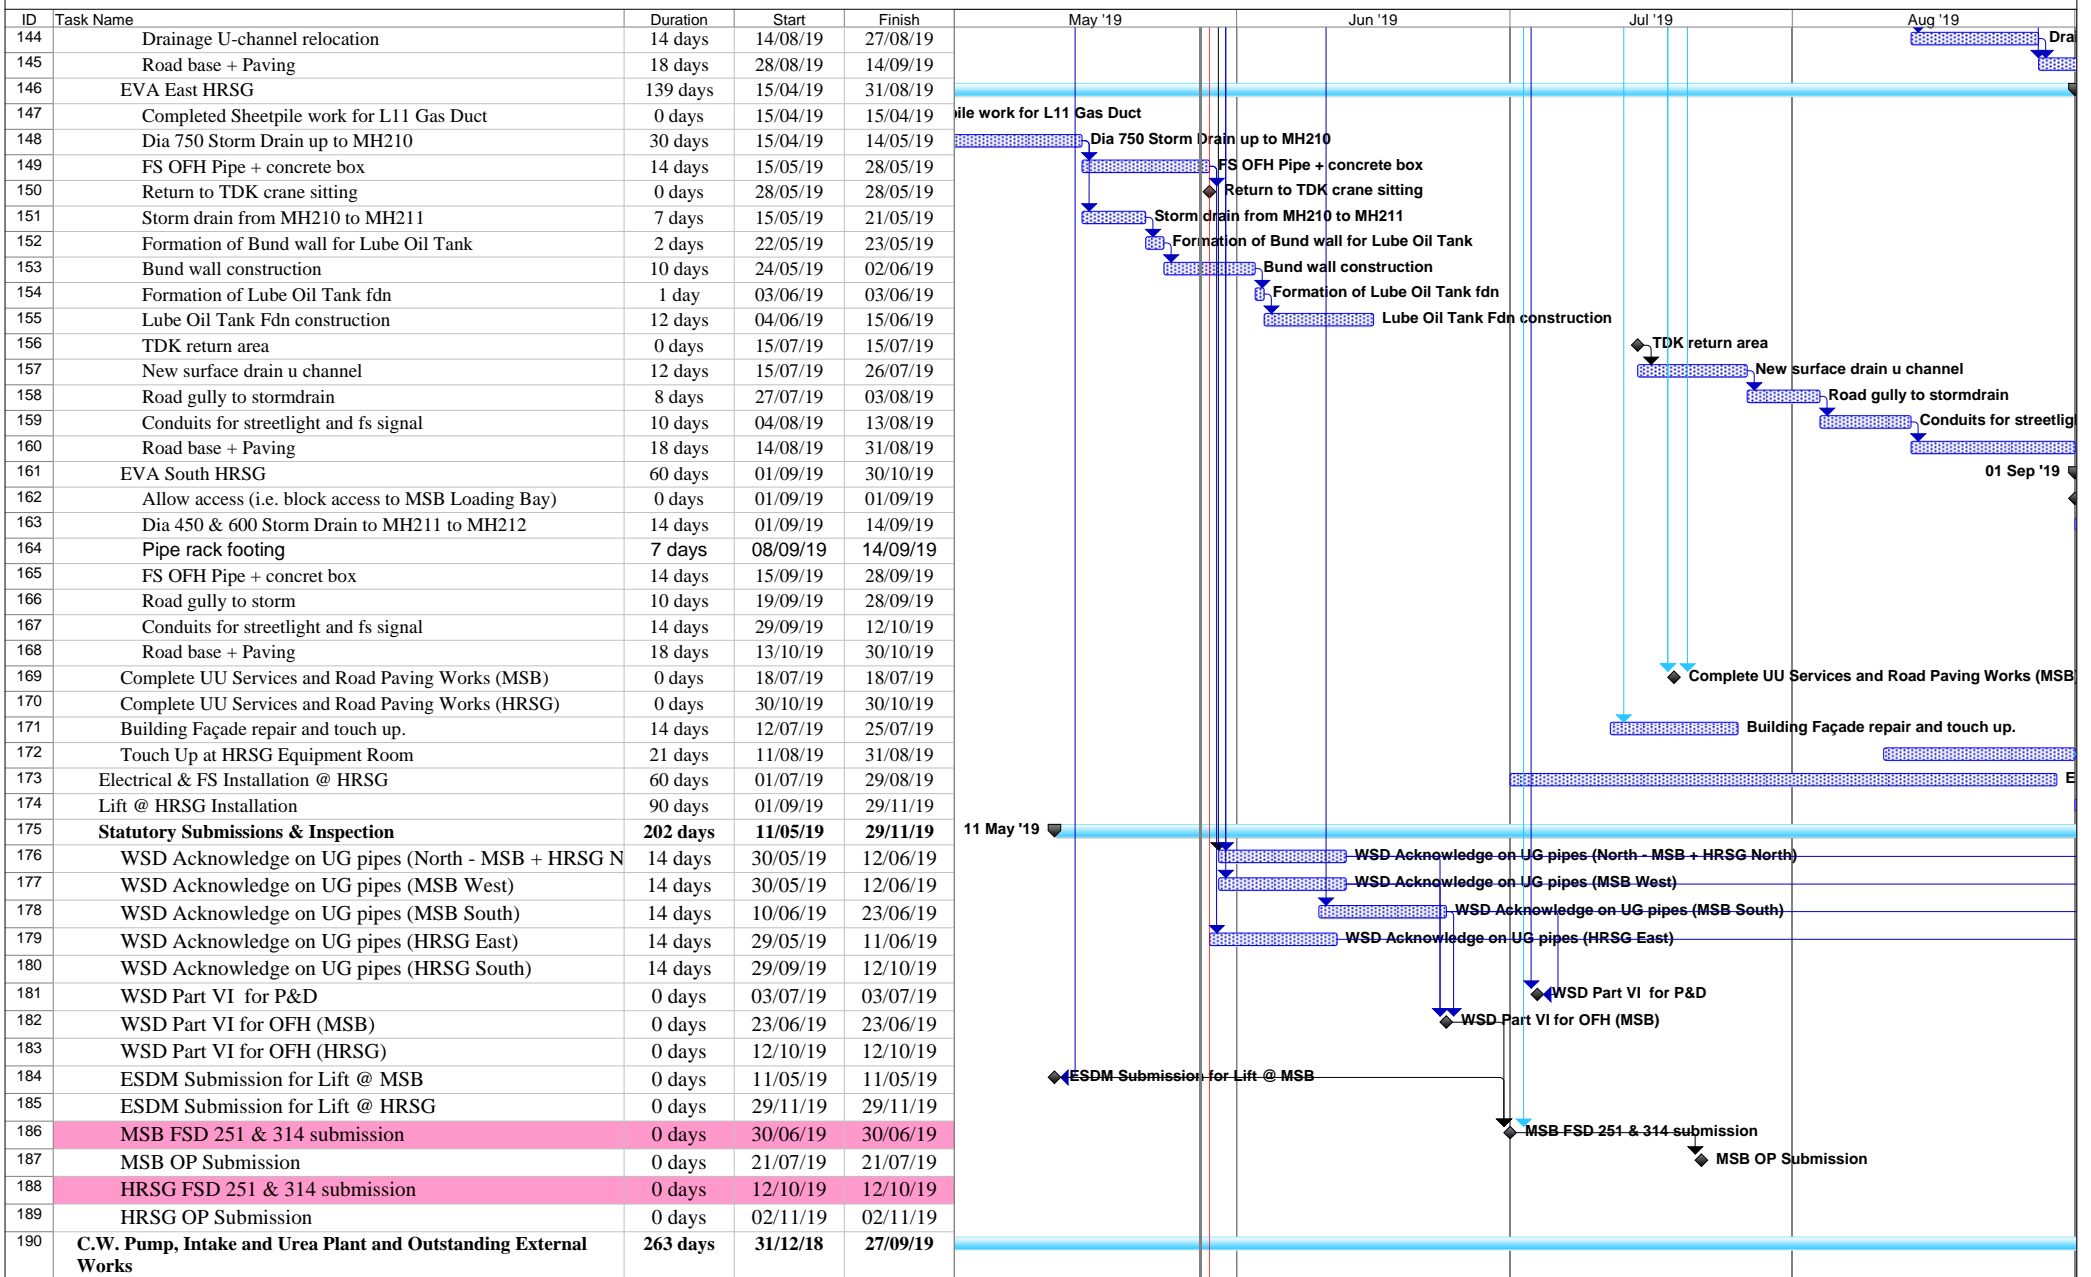 ID Task Name Duration Start Finish May '19 Jun '19 Jul '19 Aug '19
144 Drainage U-channel relocation 14 days 14/08/19 27/08/19
145 Road base + Paving 18 days 28/08/19 14/09/19
146 EVA East HRSG 139 days 15/04/19 31/08/19
147 Completed Sheetpile work for L11 Gas Duct 0 days 15/04/19 15/04/19 work for L11 Gas Duct
148 Dia 750 Storm Drain up to MH210 30 days 15/04/19 14/05/19 Dia 750 Storm Drain up to MH210
149 FS OFH Pipe + concrete box 14 days 15/05/19 28/05/19 FS OFH Pipe + concrete box
150 Return to TDK crane sitting 0 days 28/05/19 28/05/19 Return to TDK crane sitting
151 Storm drain from MH210 to MH211 7 days 15/05/19 21/05/19 Storm drain from MH210 to MH211
152 Formation of Bund wall for Lube Oil Tank 2 days 22/05/19 23/05/19 Formation of Bund wall for Lube Oil Tank
153 Bund wall construction 10 days 24/05/19 02/06/19 Bund wall construction
154 Formation of Lube Oil Tank fdn 1 day 03/06/19 03/06/19 Formation of Lube Oil Tank fdn
155 Lube Oil Tank Fdn construction 12 days 04/06/19 15/06/19 Lube Oil Tank Fdn construction
156 TDK return area 0 days 15/07/19 15/07/19 TDK return area
157 New surface drain u channel 12 days 15/07/19 26/07/19 New surface drain u channel
158 Road gully to stormdrain 8 days 27/07/19 03/08/19 Road gully to stormdrain
159 Conduits for streetlight and fs signal 10 days 04/08/19 13/08/19 Conduits for
160 Road base + Paving 18 days 14/08/19 31/08/19
161 EVA South HRSG 60 days 01/09/19 30/10/19 01 Sep '19
162 Allow access (i.e. block access to MSB Loading Bay) 0 days 01/09/19 01/09/19
163 Dia 450 & 600 Storm Drain to MH211 to MH212 14 days 01/09/19 14/09/19
164 Pipe rack footing 7 days 08/09/19 14/09/19
165 FS OFH Pipe + concret box 14 days 15/09/19 28/09/19
166 Road gully to storm 10 days 19/09/19 28/09/19
167 Conduits for streetlight and fs signal 14 days 29/09/19 12/10/19
168 Road base + Paving 18 days 13/10/19 30/10/19
169 Complete UU Services and Road Paving Works (MSB) 0 days 18/07/19 18/07/19 Complete UU Services and Road Paving Works (MSB
170 Complete UU Services and Road Paving Works (HRSG) 0 days 30/10/19 30/10/19
171 Building Façade repair and touch up. 14 days 12/07/19 25/07/19 Building Façade repair and touch up.
172 Touch Up at HRSG Equipment Room 21 days 11/08/19 31/08/19
173 Electrical & FS Installation @ HRSG 60 days 01/07/19 29/08/19 E
174 Lift @ HRSG Installation 90 days 01/09/19 29/11/19
175 Statutory Submissions & Inspection 202 days 11/05/19 29/11/19 11 May '19
176 WSD Acknowledge on UG pipes (North - MSB + HRSG N 14 days 30/05/19 12/06/19 WSD Acknowledge on UG pipes (North - MSB + HRSG North)
177 WSD Acknowledge on UG pipes (MSB West) 14 days 30/05/19 12/06/19 WSD Acknowledge on UG pipes (MSB West)
178 WSD Acknowledge on UG pipes (MSB South) 14 days 10/06/19 23/06/19 WSD Acknowledge on UG pipes (MSB South)
179 WSD Acknowledge on UG pipes (HRSG East) 14 days 29/05/19 11/06/19 WSD Acknowledge on UG pipes (HRSG East)
180 WSD Acknowledge on UG pipes (HRSG South) 14 days 29/09/19 12/10/19
181 WSD Part VI for P&D 0 days 03/07/19 03/07/19 WSD Part VI for P&D
182 WSD Part VI for OFH (MSB) 0 days 23/06/19 23/06/19 WSD Part VI for OFH (MSB)
183 WSD Part VI for OFH (HRSG) 0 days 12/10/19 12/10/19
184 ESDM Submission for Lift @ MSB 0 days 11/05/19 11/05/19 ESDM Submission for Lift @ MSB
185 ESDM Submission for Lift @ HRSG 0 days 29/11/19 29/11/19
186 MSB FSD 251 & 314 submission 0 days 30/06/19 30/06/19 MSB FSD 251 & 314 submission
187 MSB OP Submission 0 days 21/07/19 21/07/19 MSB OP Submission
188 HRSG FSD 251 & 314 submission 0 days 12/10/19 12/10/19
189 HRSG OP Submission 0 days 02/11/19 02/11/19
190 C.W. Pump, Intake and Urea Plant and Outstanding External 263 days 31/12/18 27/09/19
Works